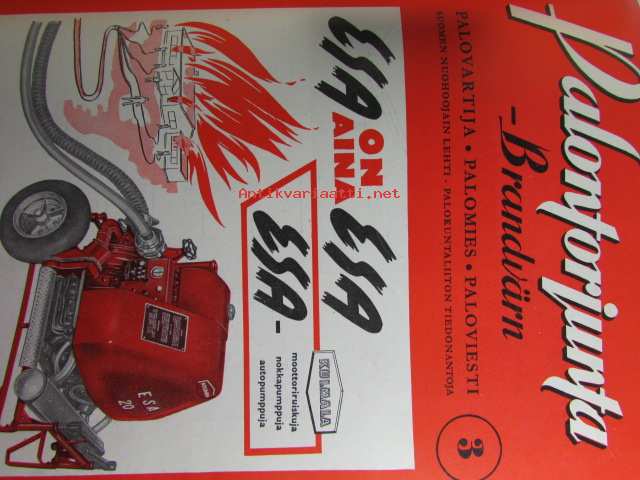 Palontorjunta
-Brandvärn
PALOVARTIJA • PALOMIES • PALOVIESTI
SUOMEN NUOHOOJAIN LEHTI - PALOKUNTALIITON TIEDONANTOJA
3
ESA ESA
ON
AINA
ESA-
KULMALA
moottoriruiskuja
nokkapumppuja
autopumppuja
ESA
20
Antikvariaatti.net